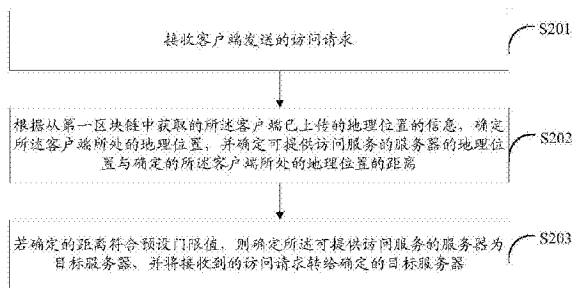 接收客户端发送的访问请求
S201
根据从第一区块链中获取的所述客户端已上传的地理位置的信息，确定
所述客户端所处的地理位置，并确定可提供访问服务的服务器的地理位
置与确定的所述客户端所处的地理位置的距离
S202
若确定的距离符合预设门限值，则确定所述可提供访问服务的服务器为
目标服务器，并将接收到的访问请求转给确定的目标服务器
S203